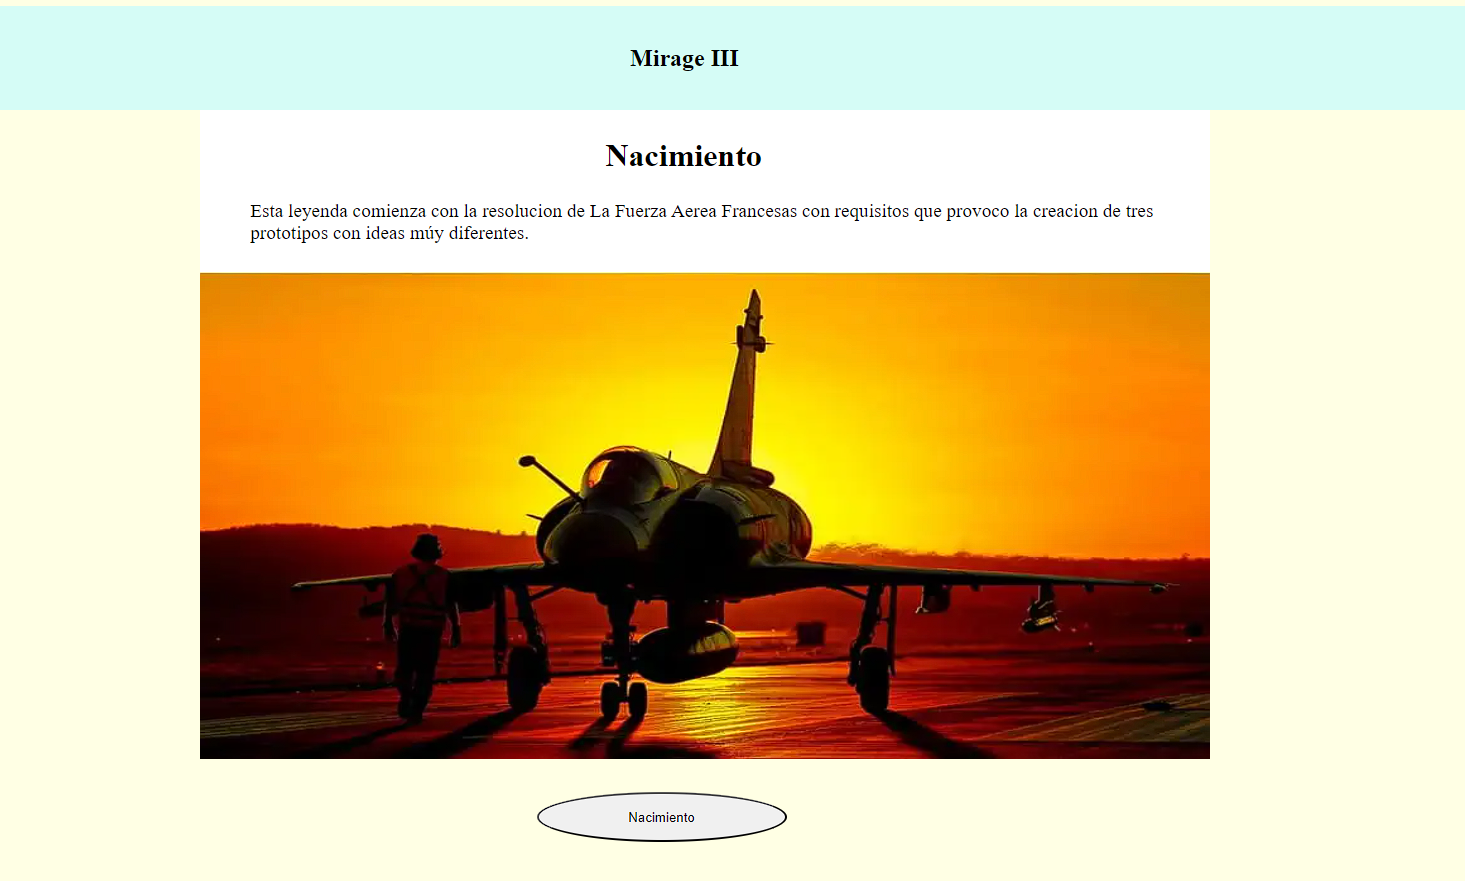 Mirage III
Nacimiento
Esta leyenda comienza con la resolucion de La Fuerza Aerea Francesas con requisitos que provoco la creacion de tres
prototipos con ideas múy diferentes.
Nacimiento